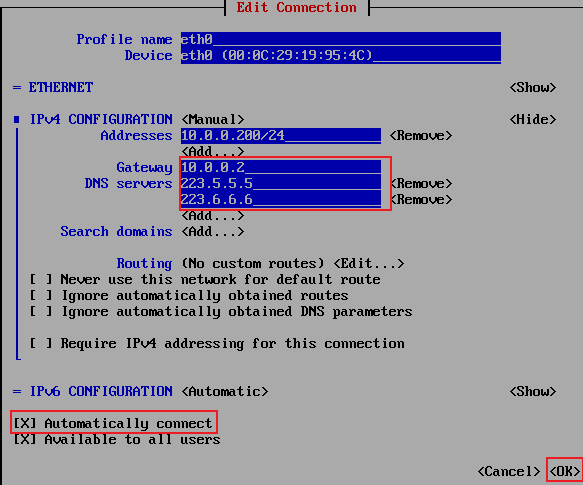 Edit Connection
Profile name eth0
Device eth0 (00:0C:29:19:95:4C)
= ETHERNET <Show>
IPv4 CONFIGURATION <Manual> <Hide>
Addresses 10.0.0.200/24 <Remove>
<Add...>
Gateway 10.0.0.2
DNS servers 223.5.5.5 <Remove>
223.6.6.6 <Remove>
<Add...>
Search domains <Add...>
Routing (No custom routes) <Edit...>
[ ] Never use this network for default route
[ ] Ignore automatically obtained routes
[ ] Ignore automatically obtained DNS parameters
[ ] Require IPv4 addressing for this connection
= IPv6 CONFIGURATION <Automatic> <Show>
[X] Automatically connect
[X] Available to all users
<Cancel> <OK>